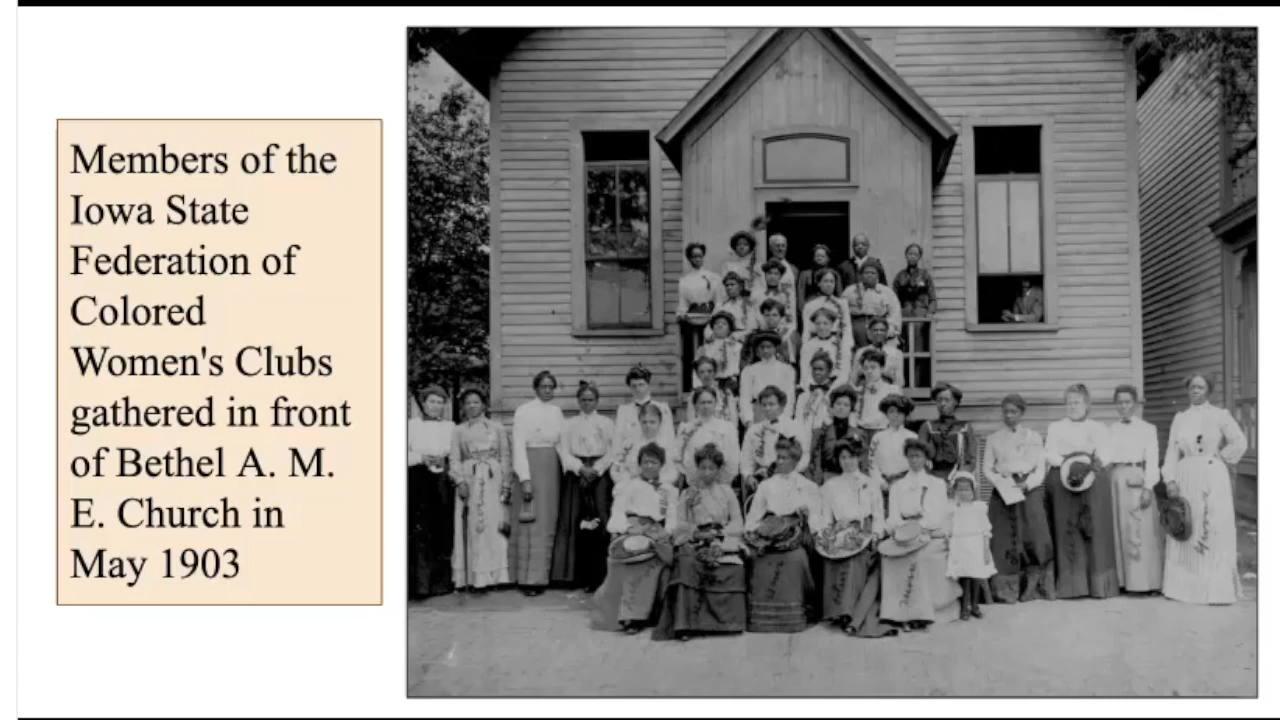 Members of the
Iowa State
Federation of
Colored
Women's Clubs
gathered in front
of Bethel A. M.
E. Church in
May 1903